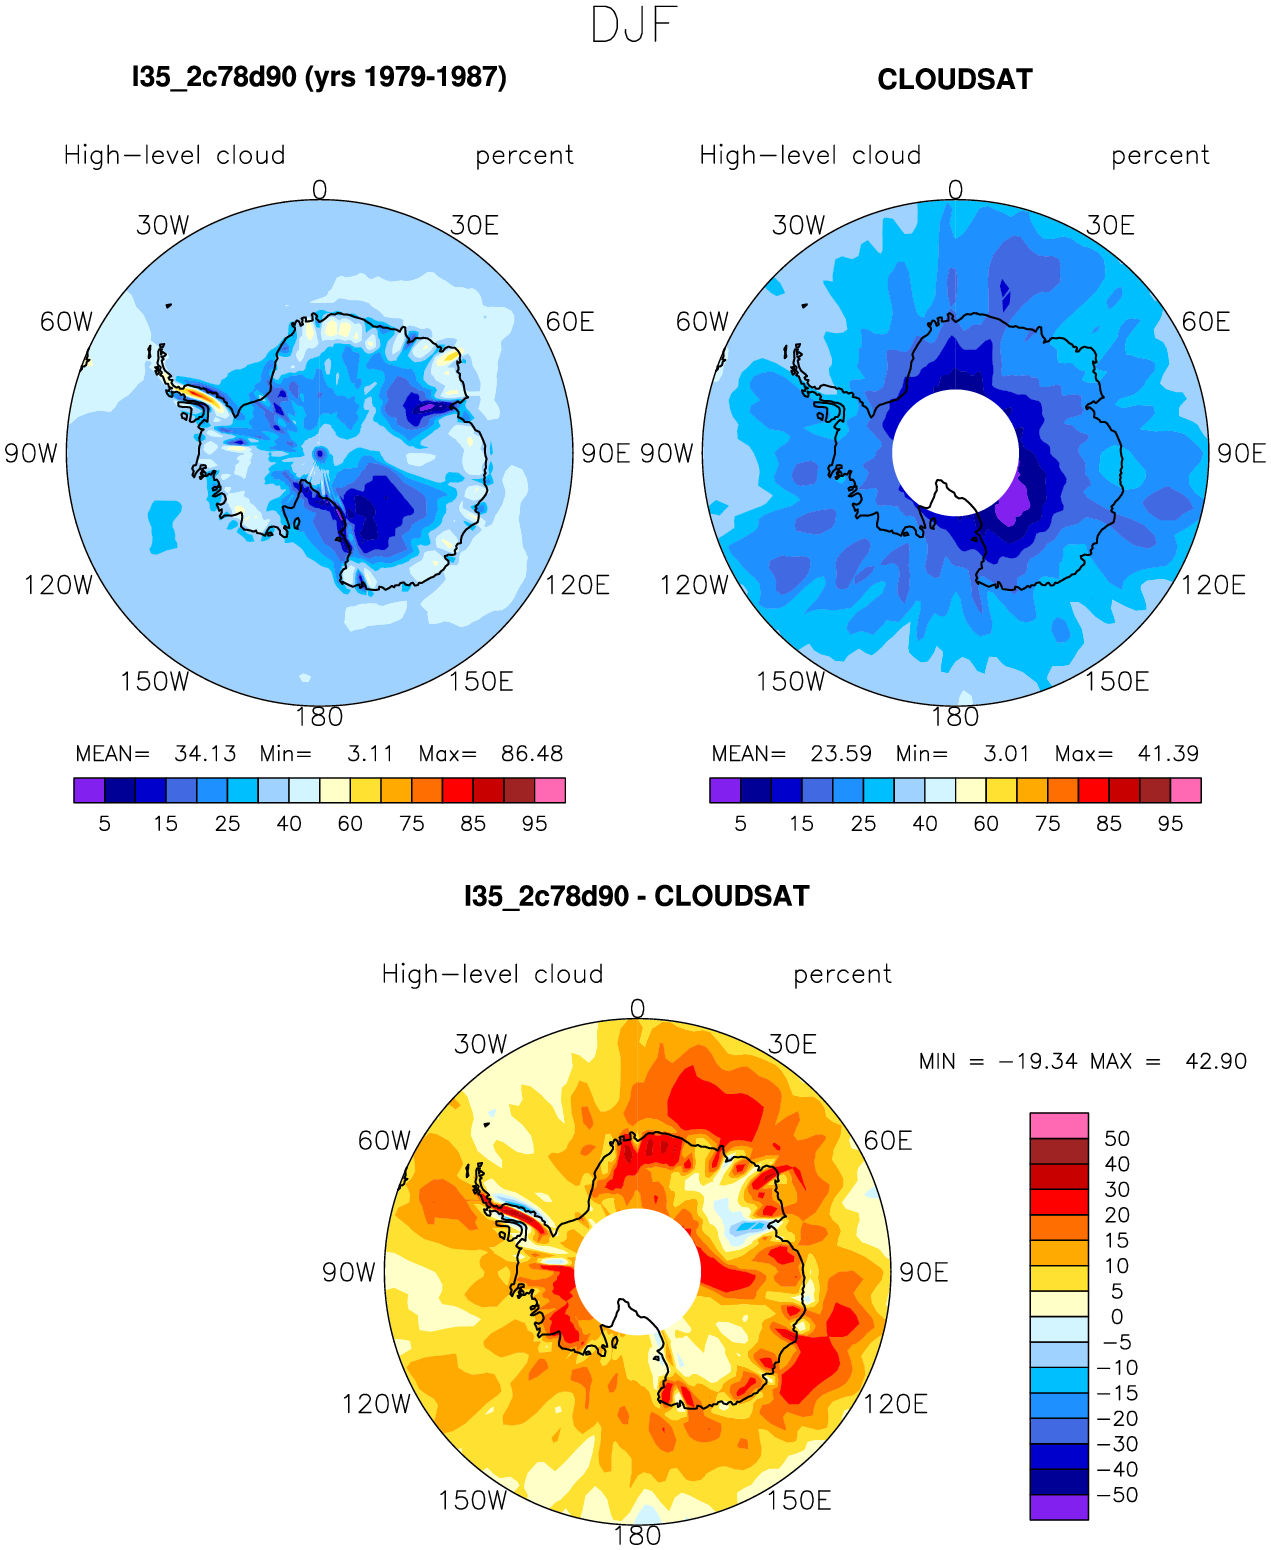 DJF
I35_2c78d90 (yrs 1979-1987)
High-level cloud percent
0
30W 30E
60W 60E
90W 90E
120W 120E
150W 150E
180
MEAN= 34.13 Min= 3.11 Max= 86.48
5 15 25 40 60 75 85 95
CLOUDSAT
High-level cloud percent
0
30W 30E
60W 60E
90W 90E
120W 120E
150W 150E
180
MEAN= 23.59 Min= 3.01 Max= 41.39
5 15 25 40 60 75 85 95
I35_2c78d90 - CLOUDSAT
High-level cloud percent
0
30W 30E
60W 60E
90W 90E
120W 120E
150W 150E
180
MIN = -19.34 MAX = 42.90
50
40
30
20
15
10
5
0
-5
-10
-15
-20
-30
-40
-50